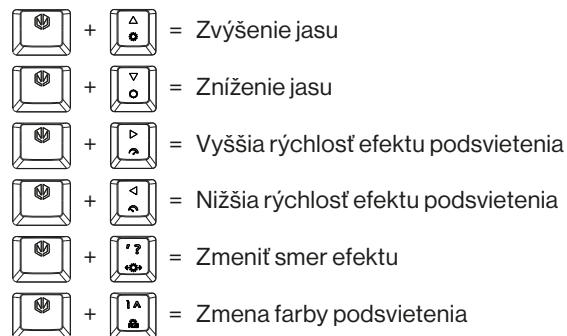 + = Zvýšenie jasu
+ = Zníženie jasu
+ = Vyššia rýchlosť efektu podsvietenia
+ = Nižšia rýchlosť efektu podsvietenia
+ ' ? = Zmeniť smer efektu
+ = Zmena farby podsvietenia